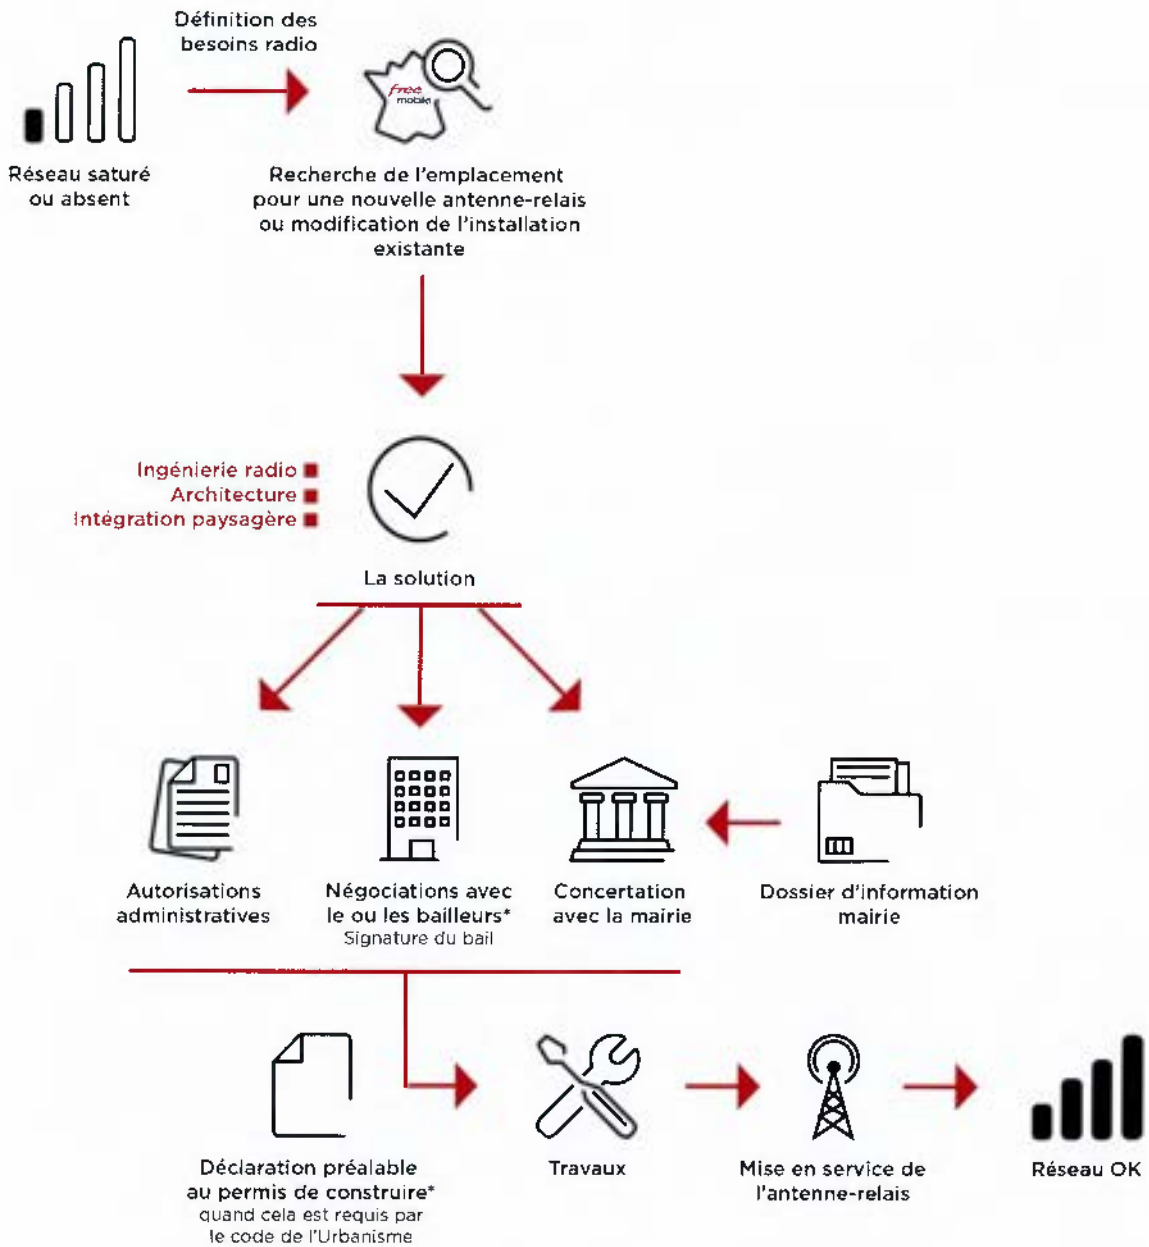 Définition des
besoins radio
free
mobile
Réseau saturé
ou absent
Recherche de l'emplacement
pour une nouvelle antenne-relais
ou modification de l'installation
existante
Ingénierie radio
Architecture
Intégration paysagère
La solution
Autorisations
administratives
Négociations avec
le ou les bailleurs*
Signature du bail
Concertation
avec la mairie
Dossier d'information
mairie
Déclaration préalable
au permis de construire*
quand cela est requis par
le code de l'Urbanisme
Travaux
Mise en service de
l'antenne-relais
Réseau OK